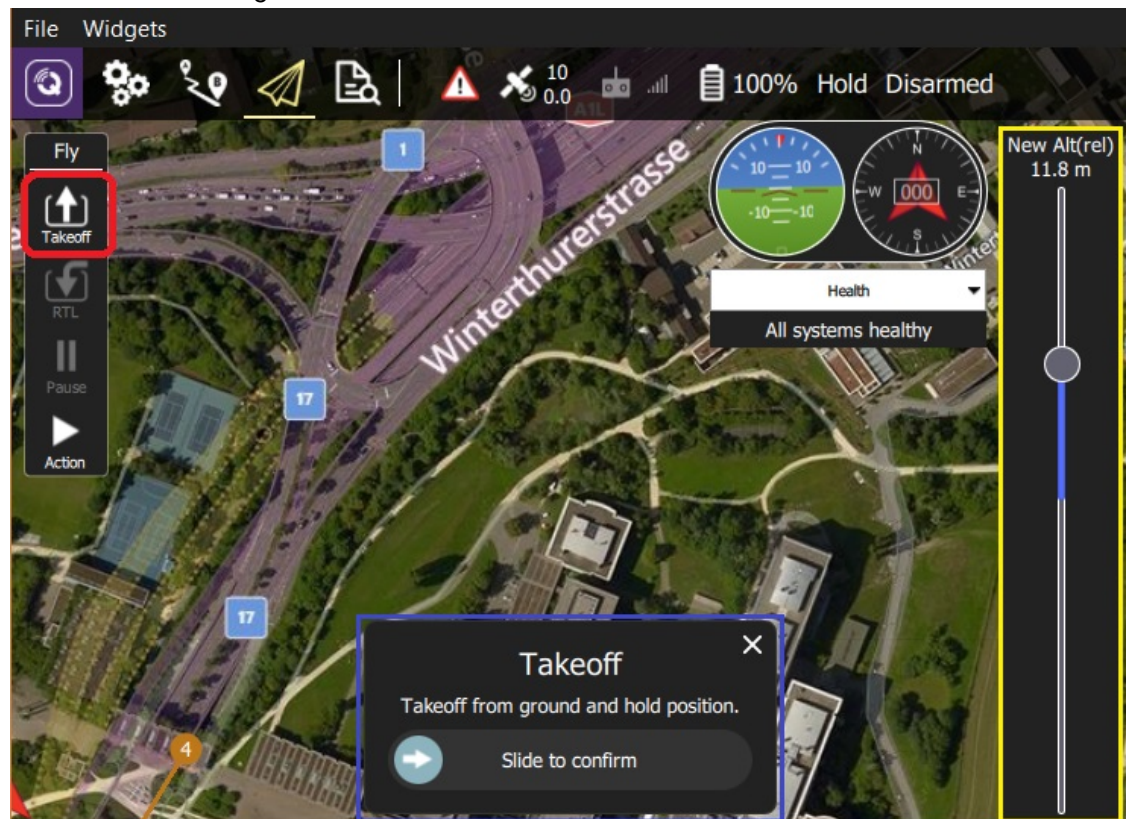 File Widgets
10
0.0
100% Hold Disarmed
A1L
Fly
Takeoff
RTL
Pause
Action
1
17
17
4
Winterthurerstrasse
10 10
-10 -10
N
W 000 E
S
Health
All systems healthy
New Alt(rel)
11.8 m
Takeoff
Takeoff from ground and hold position.
Slide to confirm